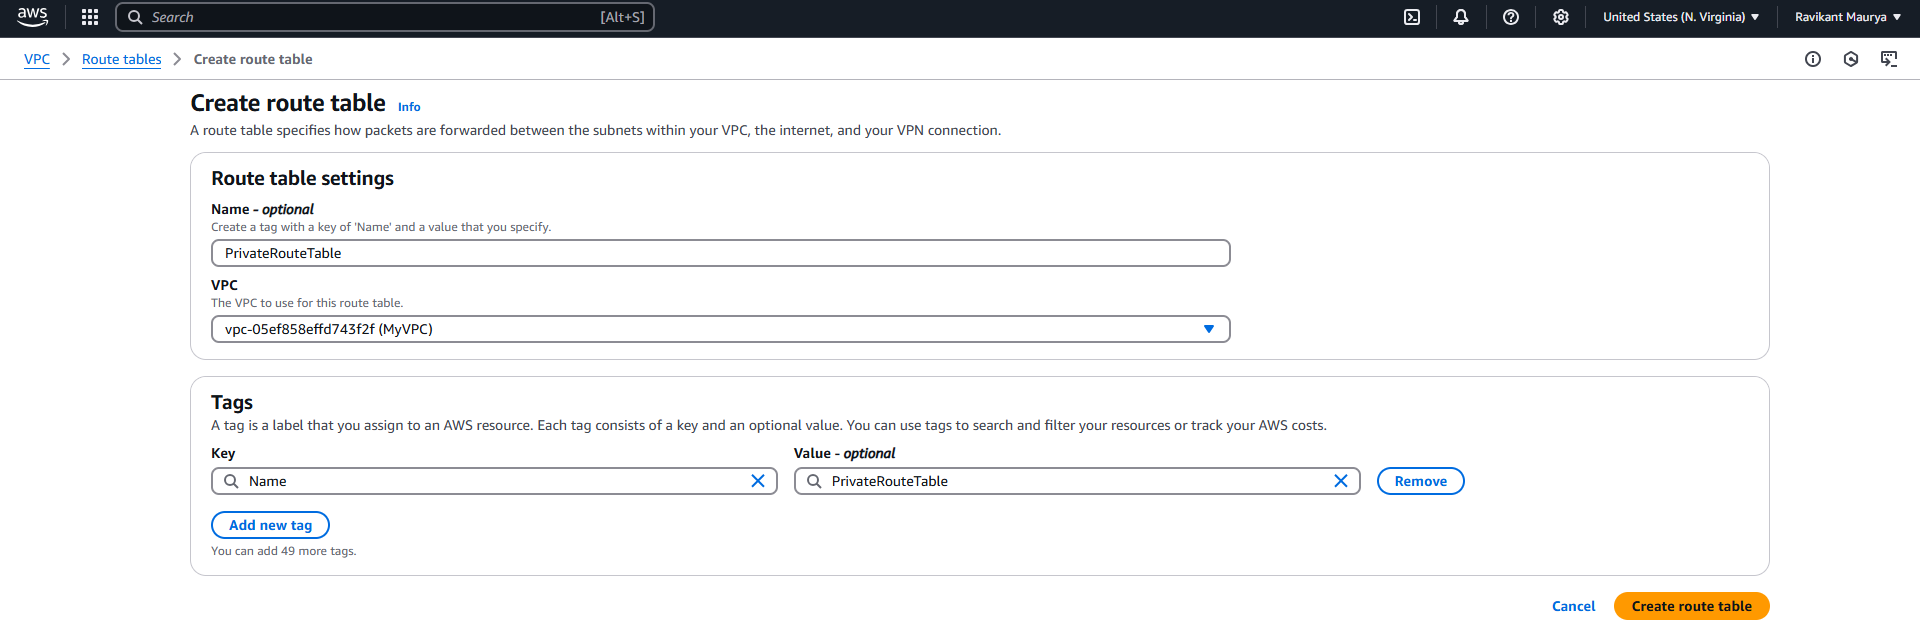 aws Search [Alt+S] United States (N. Virginia) Ravikant Maurya
VPC Route tables Create route table
Create route table Info
A route table specifies how packets are forwarded between the subnets within your VPC, the internet, and your VPN connection.
Route table settings
Name - optional
Create a tag with a key of 'Name' and a value that you specify.
PrivateRouteTable
VPC
The VPC to use for this route table.
vpc-05ef858effd743f2f (MyVPC)
Tags
A tag is a label that you assign to an AWS resource. Each tag consists of a key and an optional value. You can use tags to search and filter your resources or track your AWS costs.
Key Value - optional
Name PrivateRouteTable Remove
Add new tag
You can add 49 more tags.
Cancel Create route table